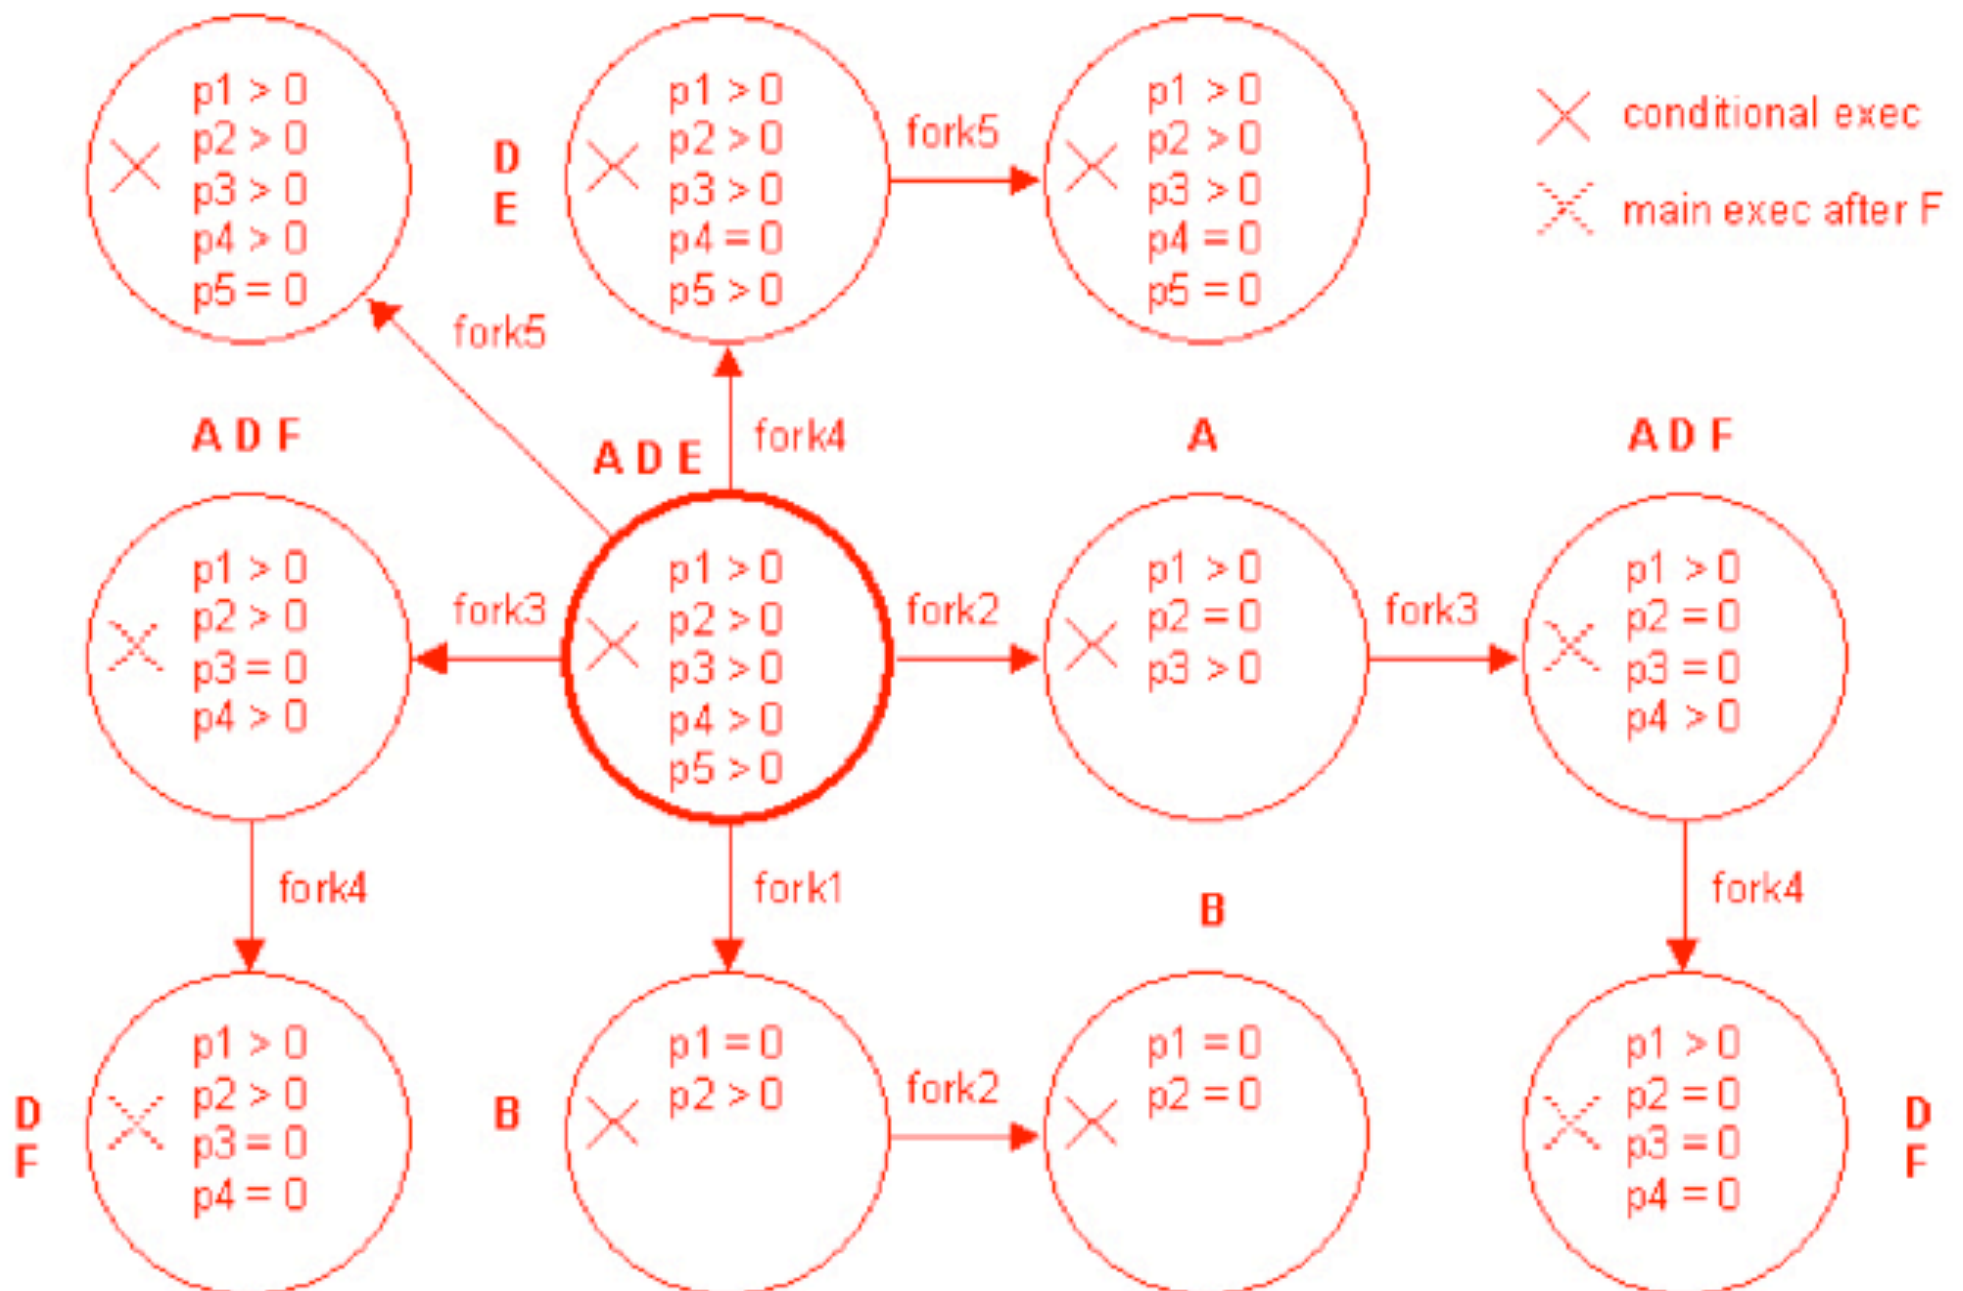 p1 > 0
p2 > 0
p3 > 0
p4 > 0
p5 = 0
D
E
p1 > 0
p2 > 0
p3 > 0
p4 = 0
p5 > 0
fork5
p1 > 0
p2 > 0
p3 > 0
p4 = 0
p5 = 0
conditional exec
main exec after F
fork5
fork4
A D F
A D E
A
A D F
p1 > 0
p2 > 0
p3 = 0
p4 > 0
fork3
p1 > 0
p2 > 0
p3 > 0
p4 > 0
p5 > 0
fork2
p1 > 0
p2 = 0
p3 > 0
fork3
p1 > 0
p2 = 0
p3 = 0
p4 > 0
fork4
fork1
B
fork4
D
F
p1 > 0
p2 > 0
p3 = 0
p4 = 0
B
p1 = 0
p2 > 0
fork2
p1 = 0
p2 = 0
p1 > 0
p2 = 0
p3 = 0
p4 = 0
D
F